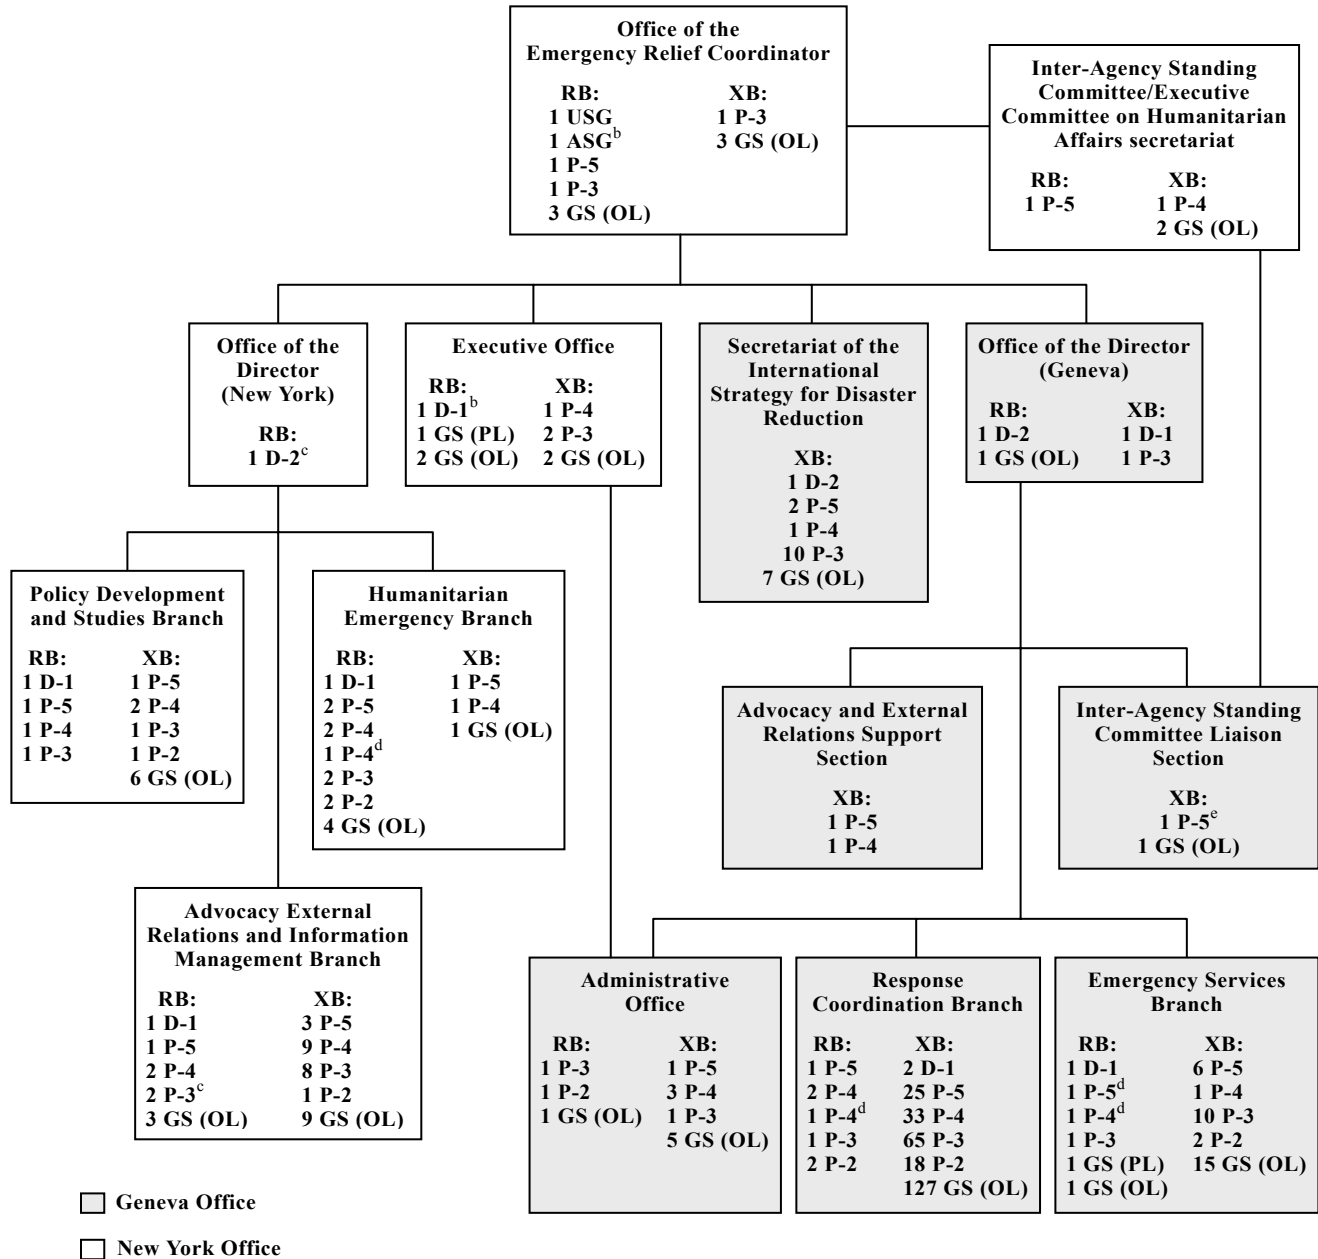 Office of the
Emergency Relief Coordinator
RB:
1 USG
1 ASG^b
1 P-5
1 P-3
3 GS (OL)
XB:
1 P-3
3 GS (OL)
Inter-Agency Standing
Committee/Executive
Committee on Humanitarian
Affairs secretariat
RB:
1 P-5
XB:
1 P-4
2 GS (OL)
Office of the
Director
(New York)
RB:
1 D-2^c
Executive Office
RB:
1 D-1^b
1 GS (PL)
2 GS (OL)
XB:
1 P-4
2 P-3
2 GS (OL)
Secretariat of the
International
Strategy for Disaster
Reduction
XB:
1 D-2
2 P-5
1 P-4
10 P-3
7 GS (OL)
Office of the Director
(Geneva)
RB:
1 D-2
1 GS (OL)
XB:
1 D-1
1 P-3
Policy Development
and Studies Branch
RB:
1 D-1
1 P-5
1 P-4
1 P-3
XB:
1 P-5
2 P-4
1 P-3
1 P-2
6 GS (OL)
Humanitarian
Emergency Branch
RB:
1 D-1
2 P-5
2 P-4
1 P-4^d
2 P-3
2 P-2
4 GS (OL)
XB:
1 P-5
1 P-4
1 GS (OL)
Advocacy and External
Relations Support
Section
XB:
1 P-5
1 P-4
Inter-Agency Standing
Committee Liaison
Section
XB:
1 P-5^e
1 GS (OL)
Advocacy External
Relations and Information
Management Branch
RB:
1 D-1
1 P-5
2 P-4
2 P-3^c
3 GS (OL)
XB:
3 P-5
9 P-4
8 P-3
1 P-2
9 GS (OL)
Administrative
Office
RB:
1 P-3
1 P-2
1 GS (OL)
XB:
1 P-5
3 P-4
1 P-3
5 GS (OL)
Response
Coordination Branch
RB:
1 P-5
2 P-4
1 P-4^d
1 P-3
2 P-2
XB:
2 D-1
25 P-5
33 P-4
65 P-3
18 P-2
127 GS (OL)
Emergency Services
Branch
RB:
1 D-1
1 P-5^d
1 P-4^d
1 P-3
1 GS (PL)
1 GS (OL)
XB:
6 P-5
1 P-4
10 P-3
2 P-2
15 GS (OL)
Geneva Office
New York Office